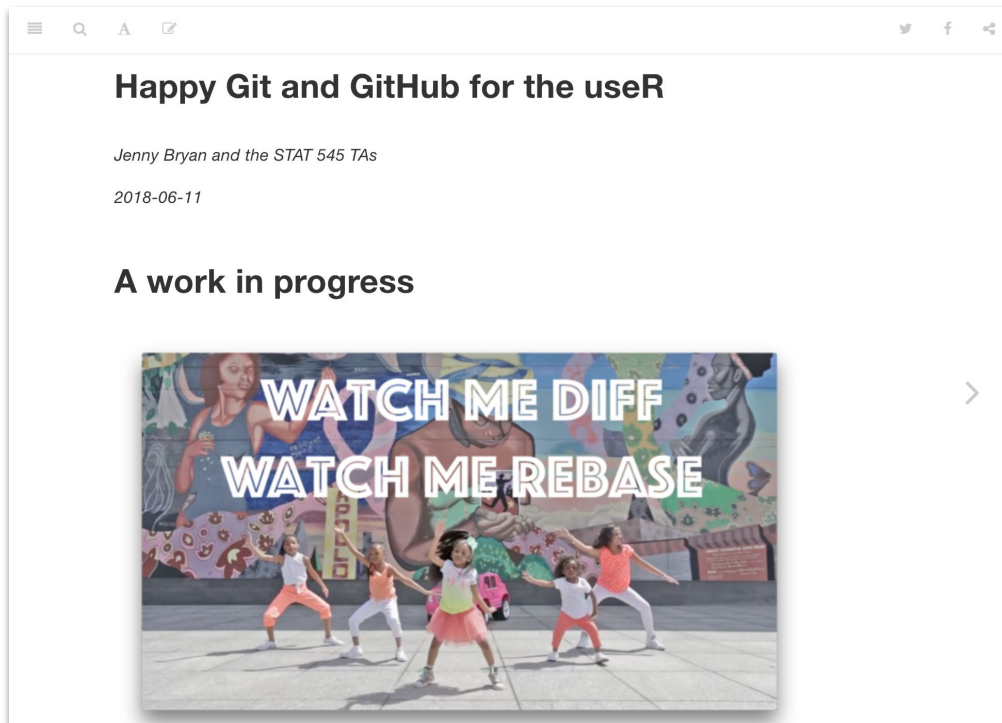 Happy Git and GitHub for the useR
Jenny Bryan and the STAT 545 TAs
2018-06-11
A work in progress
WATCH ME DIFF
WATCH ME REBASE
APOLLO